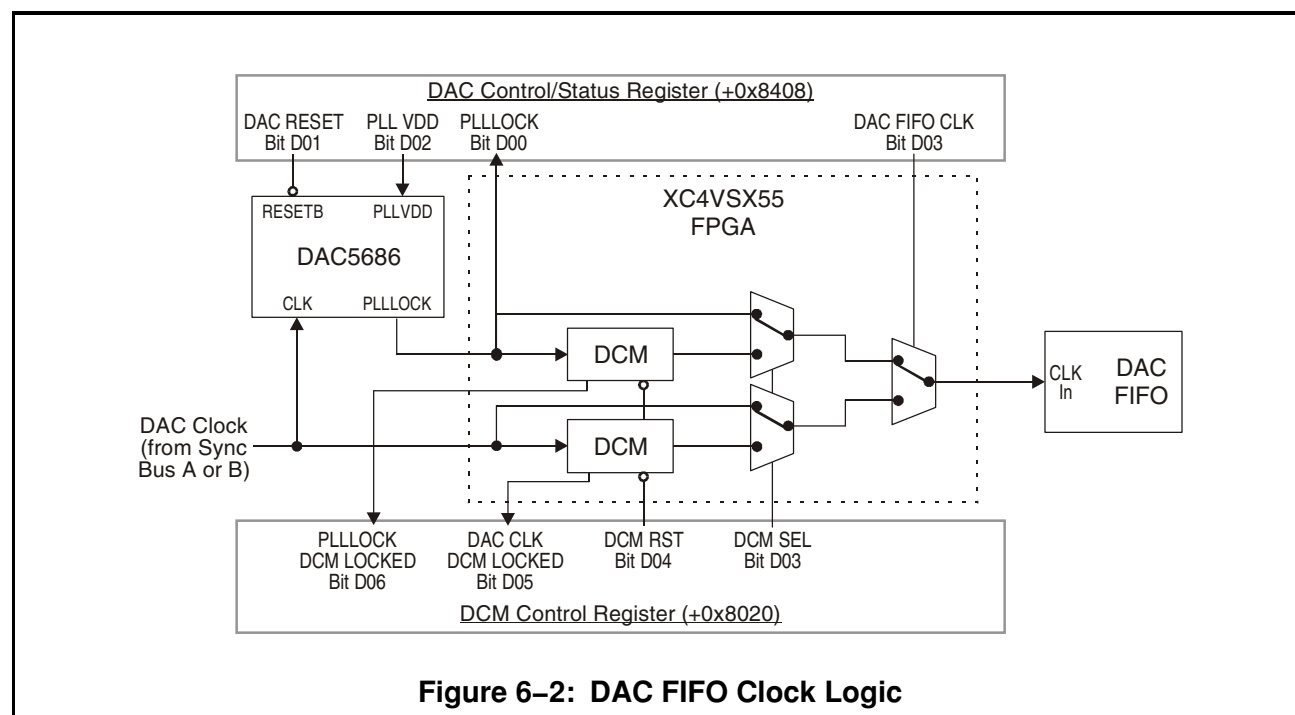 DAC Control/Status Register (+0x8408)
DAC RESET
Bit D01
PLL VDD
Bit D02
PLLLOCK
Bit D00
DAC FIFO CLK
Bit D03
XC4VSX55
FPGA
RESETB
PLLVDD
DAC5686
CLK
PLLLOCK
DCM
DCM
CLK
In
DAC
FIFO
DAC Clock
(from Sync
Bus A or B)
PLLLOCK
DCM LOCKED
Bit D06
DAC CLK
DCM LOCKED
Bit D05
DCM RST
Bit D04
DCM SEL
Bit D03
DCM Control Register (+0x8020)
Figure 6–2: DAC FIFO Clock Logic